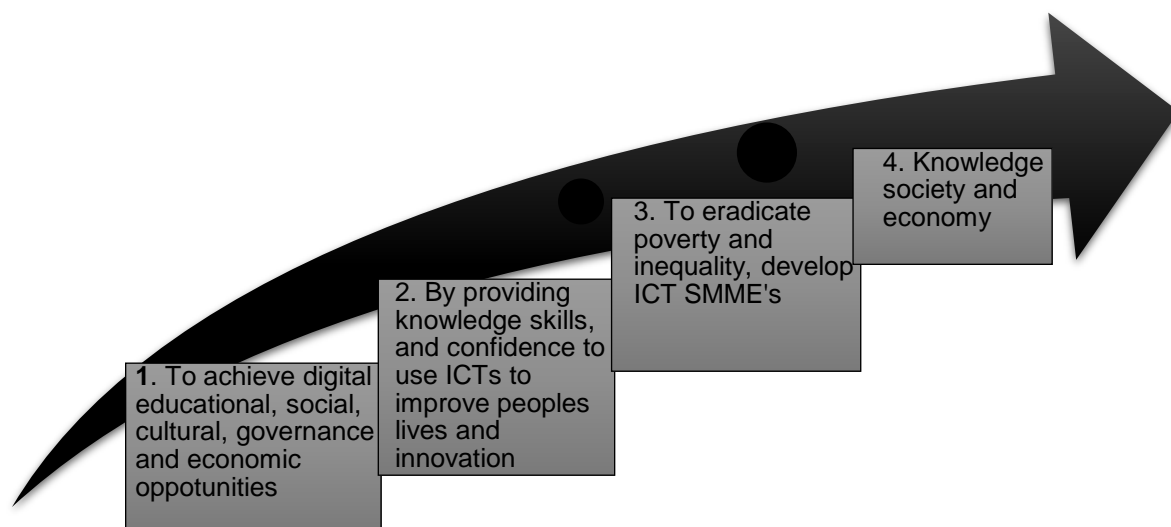 1. To achieve digital
educational, social,
cultural, governance
and economic
oppotunities
2. By providing
knowledge skills,
and confidence to
use ICTs to
improve peoples
lives and
innovation
3. To eradicate
poverty and
inequality, develop
ICT SMME's
4. Knowledge
society and
economy